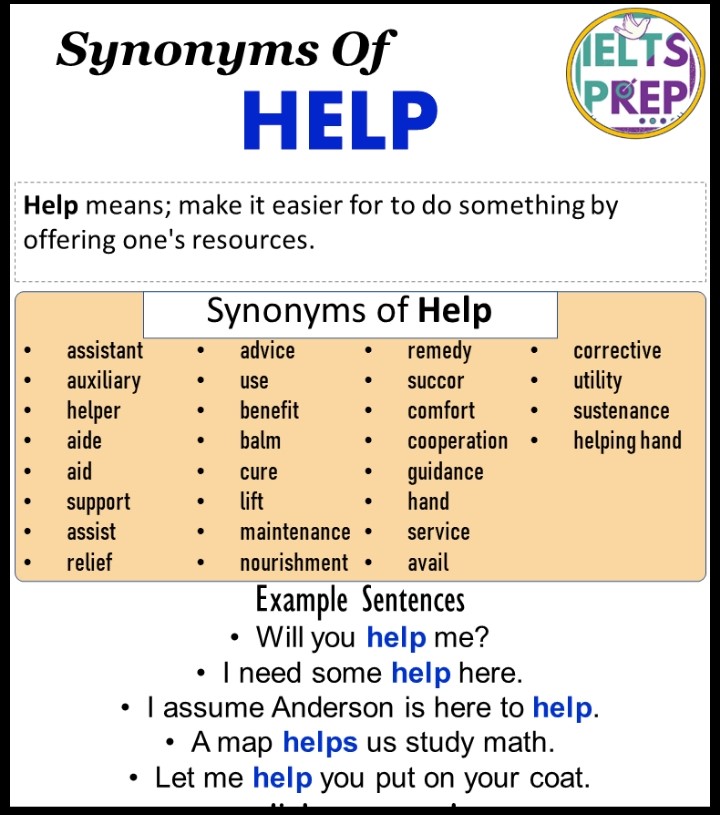 Synonyms Of
HELP
IELTS
PREP
Help means; make it easier for to do something by
offering one's resources.
Synonyms of Help
• assistant
• auxiliary
• helper
• aide
• aid
• support
• assist
• relief
• advice
• use
• benefit
• balm
• cure
• lift
• maintenance
• nourishment
• remedy
• succor
• comfort
• cooperation
• guidance
• hand
• service
• avail
• corrective
• utility
• sustenance
• helping hand
Example Sentences
• Will you help me?
• I need some help here.
• I assume Anderson is here to help.
• A map helps us study math.
• Let me help you put on your coat.